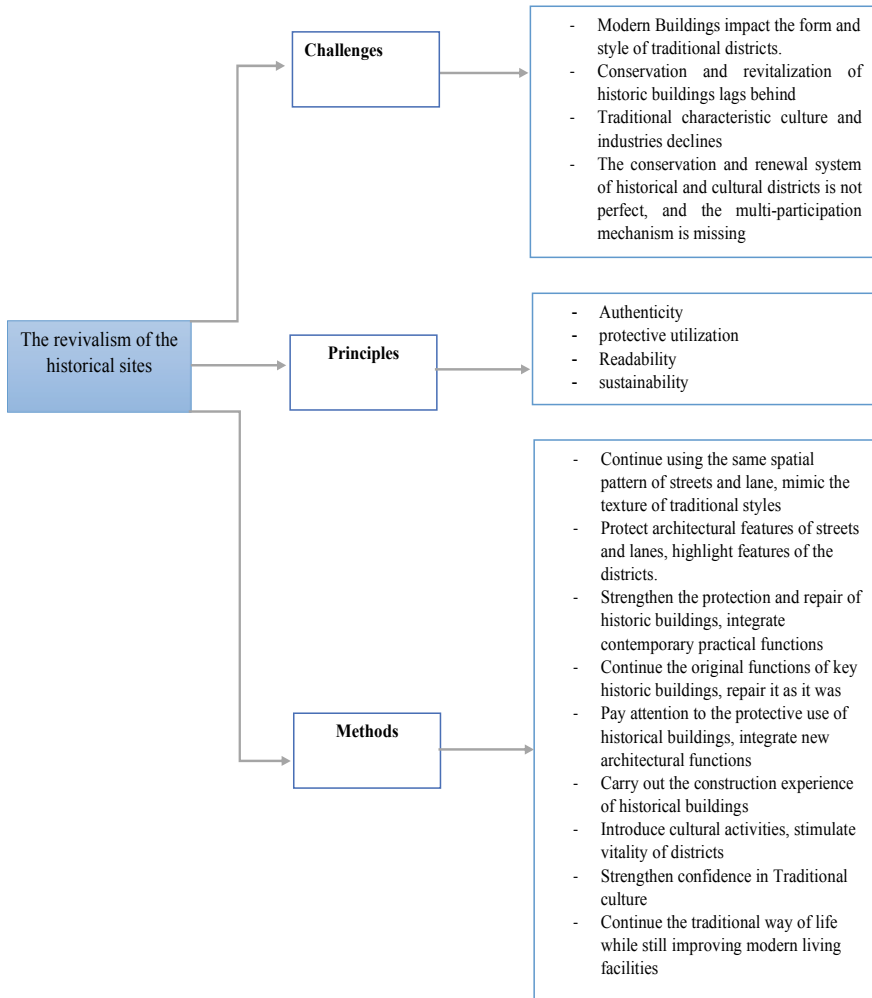 The revivalism of the
historical sites
Challenges
- Modern Buildings impact the form and
style of traditional districts.
- Conservation and revitalization of
historic buildings lags behind
- Traditional characteristic culture and
industries declines
- The conservation and renewal system
of historical and cultural districts is not
perfect, and the multi-participation
mechanism is missing
Principles
- Authenticity
- protective utilization
- Readability
- sustainability
Methods
- Continue using the same spatial
pattern of streets and lane, mimic the
texture of traditional styles
- Protect architectural features of streets
and lanes, highlight features of the
districts.
- Strengthen the protection and repair of
historic buildings, integrate
contemporary practical functions
- Continue the original functions of key
historic buildings, repair it as it was
- Pay attention to the protective use of
historical buildings, integrate new
architectural functions
- Carry out the construction experience
of historical buildings
- Introduce cultural activities, stimulate
vitality of districts
- Strengthen confidence in Traditional
culture
- Continue the traditional way of life
while still improving modern living
facilities